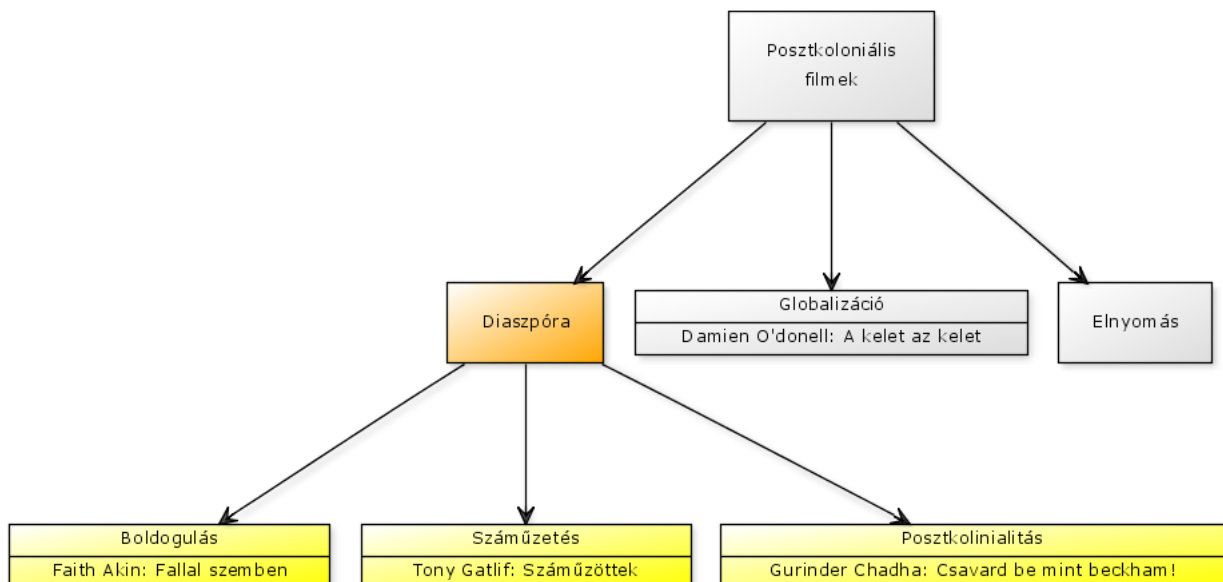 Posztkoloniális
filmek
Diaszpóra
Globalizáció
Damien O'donell: A kelet az kelet
Elnyomás
Boldogulás
Faith Akin: Fallal szemben
Száműzetés
Tony Gatlif: Száműzöttek
Posztkolinialitás
Gurinder Chadha: Csavard be mint beckham!